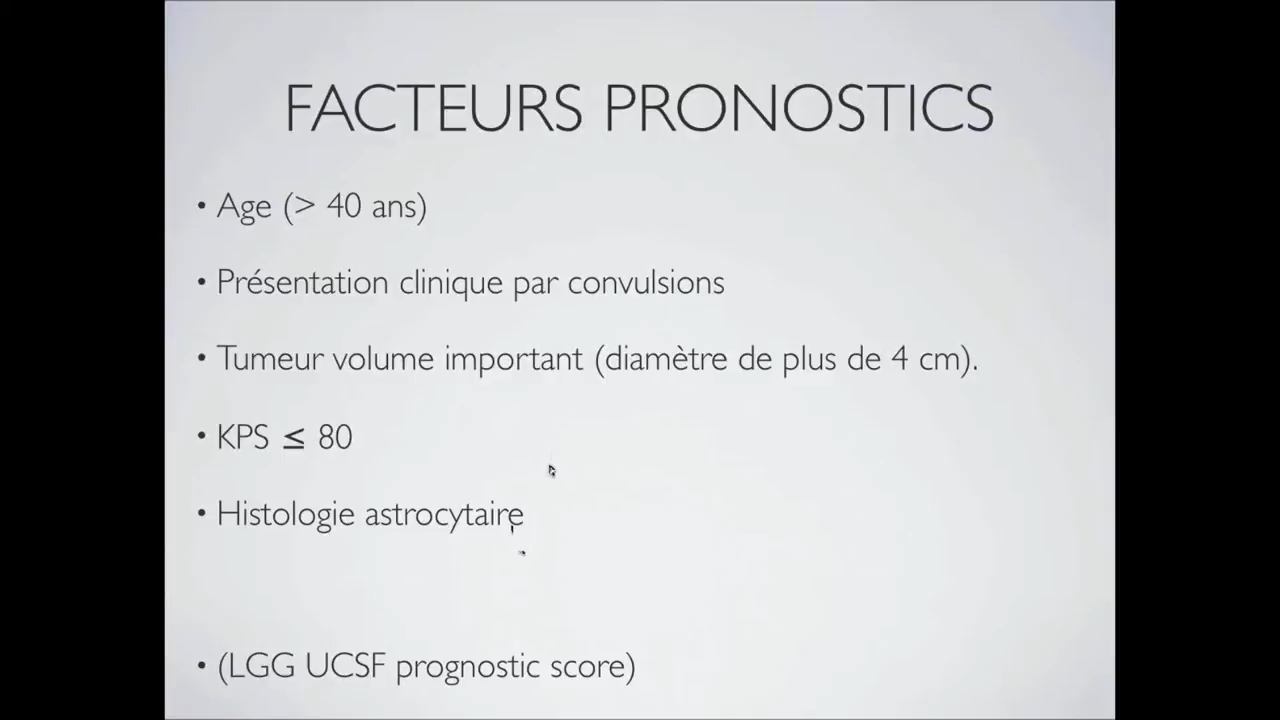 FACTEURS PRONOSTICS
• Age (> 40 ans)
• Présentation clinique par convulsions
• Tumeur volume important (diamètre de plus de 4 cm).
• KPS ≤ 80
• Histologie astrocytaire
• (LGG UCSF prognostic score)